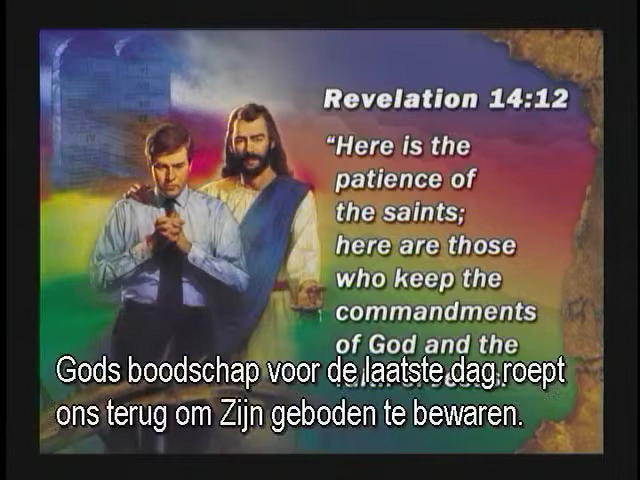 Revelation 14:12
“Here is the
patience of
the saints;
here are those
who keep the
commandments
of God and the
Gods boodschap voor de laatste dag roept
ons terug om Zijn geboden te bewaren.